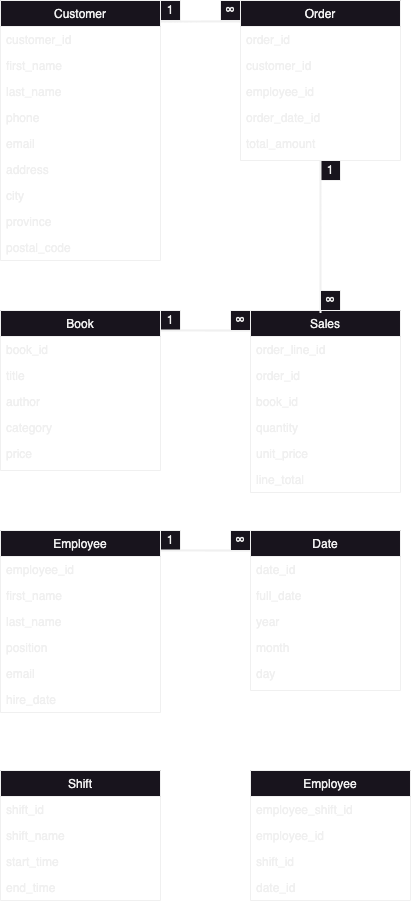 Customer
1
∞
Order
customer_id
first_name
last_name
phone
email
address
city
province
postal_code
order_id
customer_id
employee_id
order_date_id
total_amount
1
∞
Book
1
∞
Sales
book_id
title
author
category
price
order_line_id
order_id
book_id
quantity
unit_price
line_total
Employee
1
∞
Date
employee_id
first_name
last_name
position
email
hire_date
date_id
full_date
year
month
day
Shift
shift_id
shift_name
start_time
end_time
Employee
employee_shift_id
employee_id
shift_id
date_id